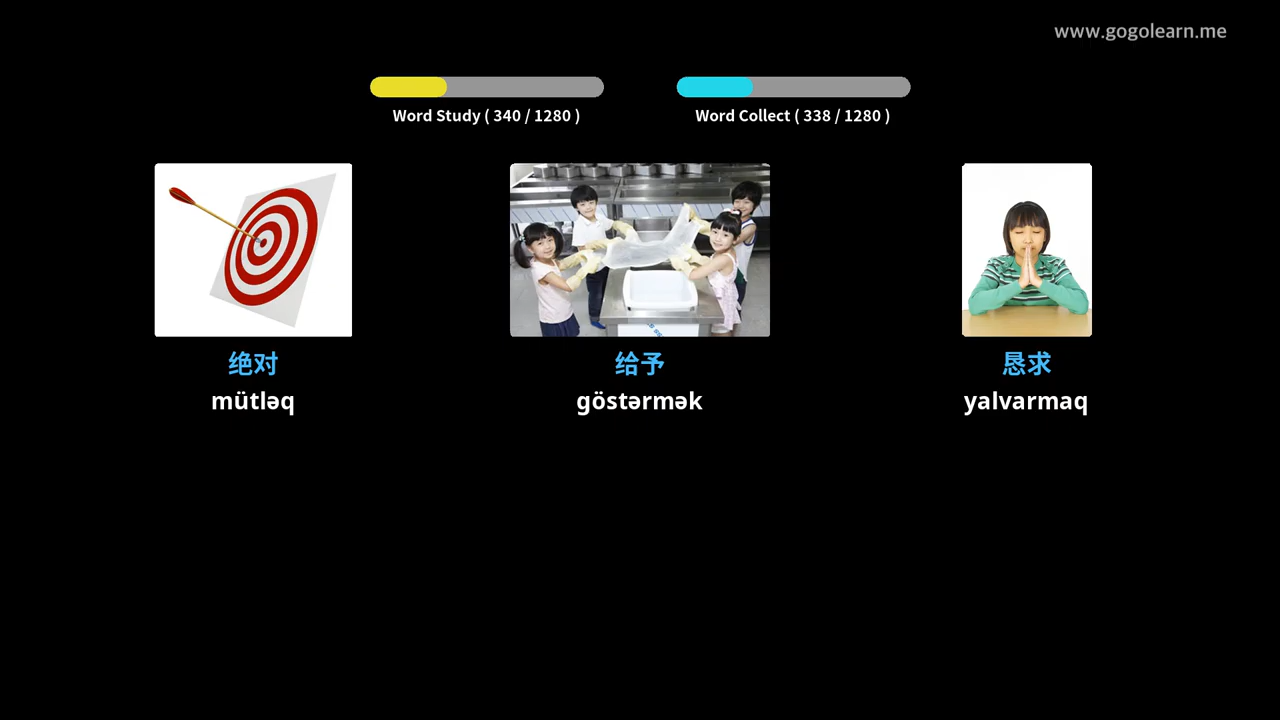 www.gogolearn.me
Word Study ( 340 / 1280 )
Word Collect ( 338 / 1280 )
绝对
给予
恳求
mütləq
göstərmək
yalvarmaq